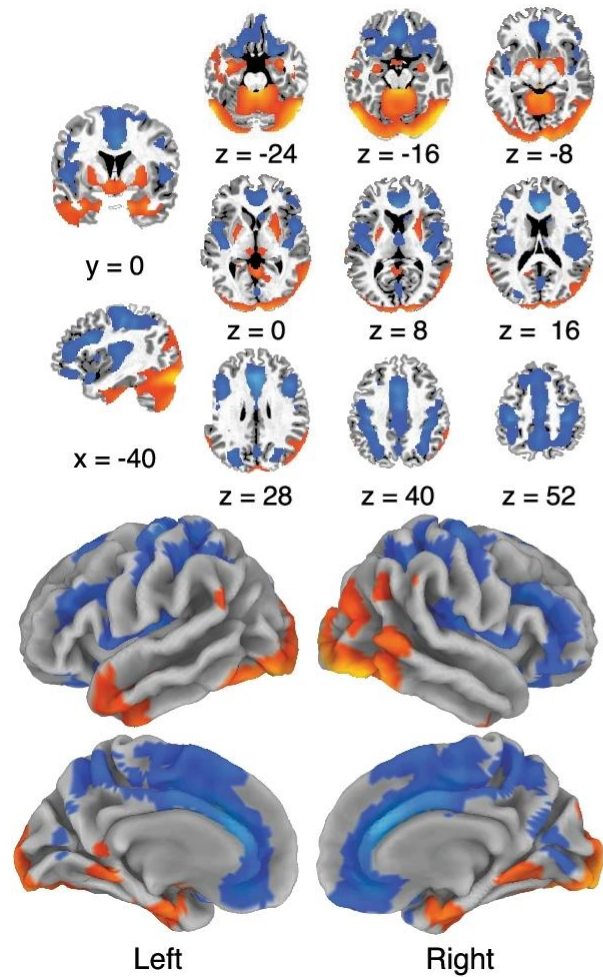 z = -24
z = -16
z = -8
y = 0
z = 0
z = 8
z = 16
x = -40
z = 28
z = 40
z = 52
Left
Right